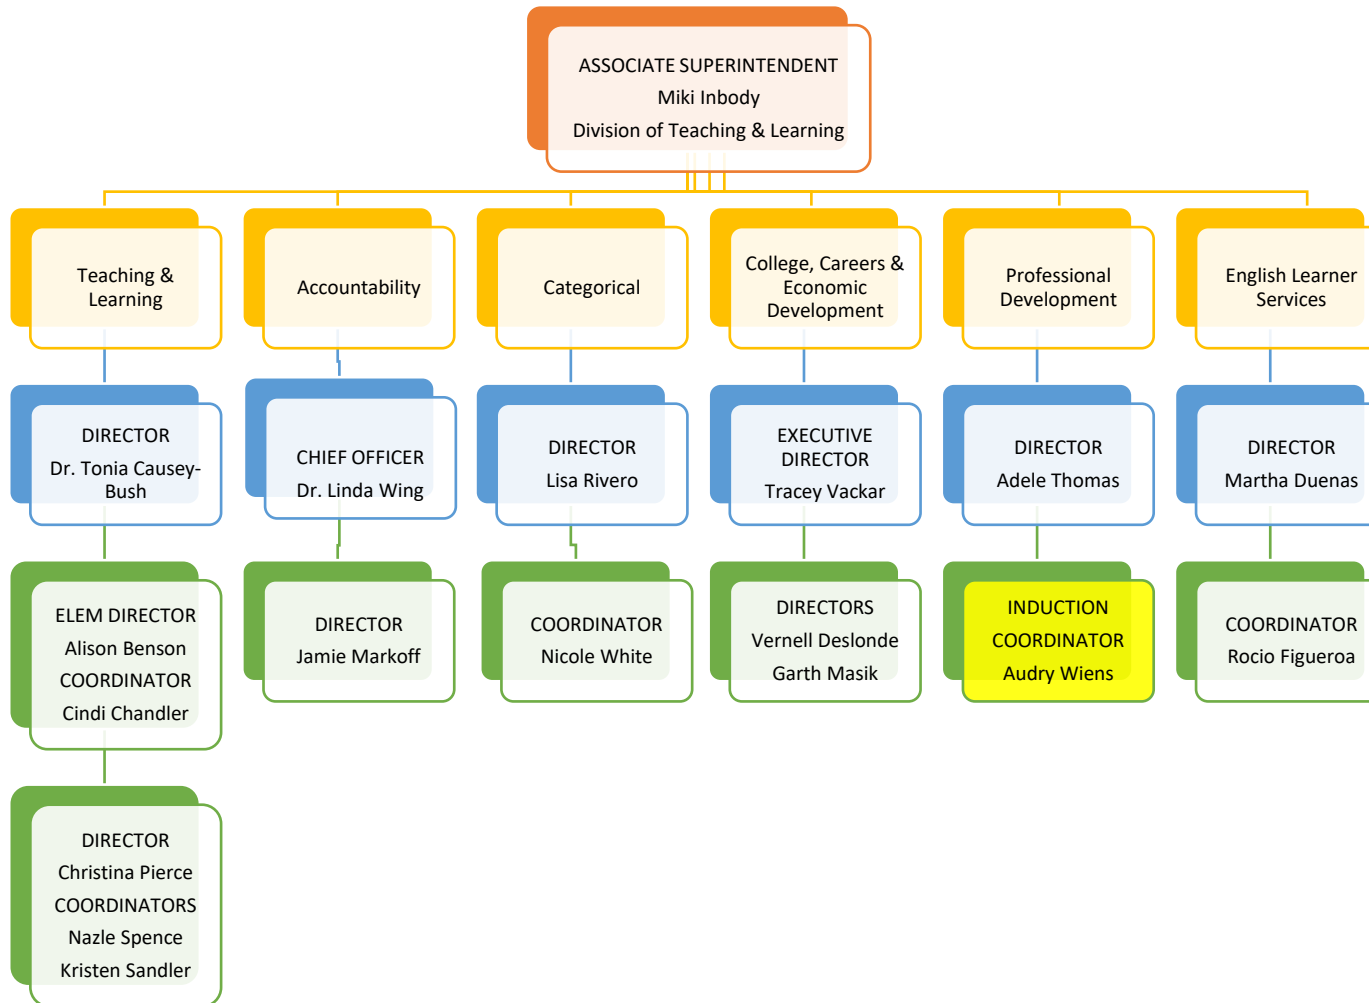 ASSOCIATE SUPERINTENDENT
Miki Inbody
Division of Teaching & Learning
Teaching &
Learning
Accountability
Categorical
College, Careers &
Economic
Development
Professional
Development
English Learner
Services
DIRECTOR
Dr. Tonia Causey-
Bush
CHIEF OFFICER
Dr. Linda Wing
DIRECTOR
Lisa Rivero
EXECUTIVE
DIRECTOR
Tracey Vackar
DIRECTOR
Adele Thomas
DIRECTOR
Martha Duenas
ELEM DIRECTOR
Alison Benson
COORDINATOR
Cindi Chandler
DIRECTOR
Jamie Markoff
COORDINATOR
Nicole White
DIRECTORS
Vernell Deslonde
Garth Masik
INDUCTION
COORDINATOR
Audry Wiens
COORDINATOR
Rocio Figueroa
DIRECTOR
Christina Pierce
COORDINATORS
Nazle Spence
Kristen Sandler